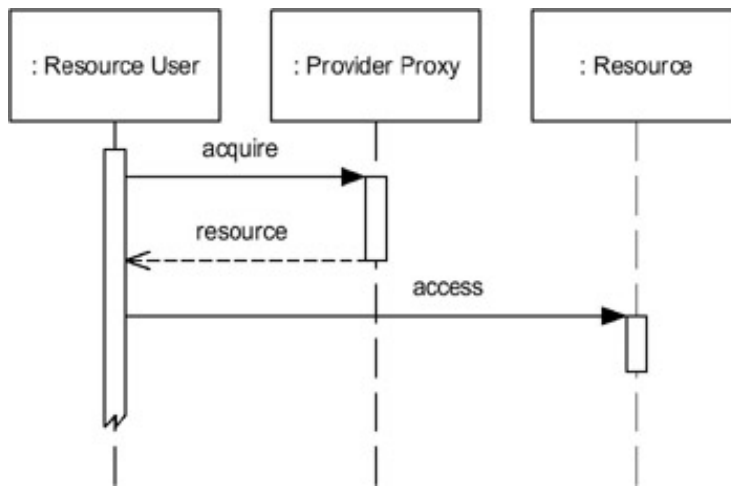 : Resource User
: Provider Proxy
: Resource
acquire
resource
access